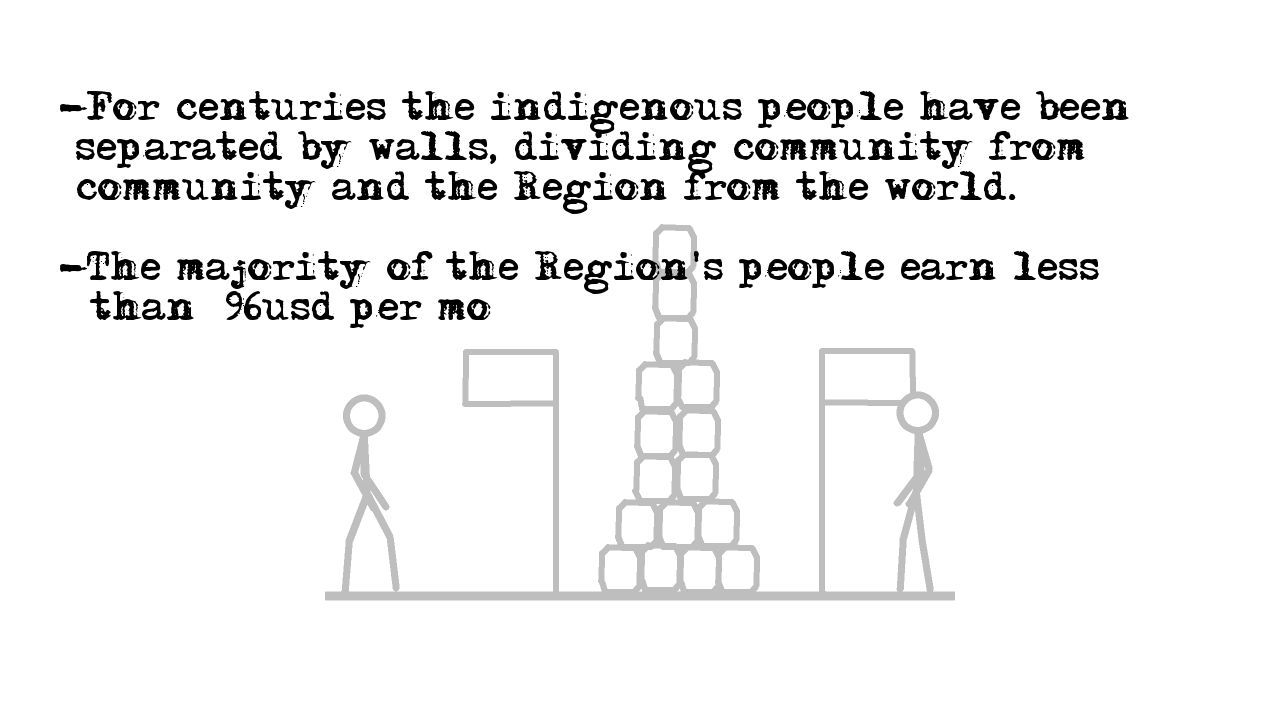 -For centuries the indigenous people have been
separated by walls, dividing community from
community and the Region from the world.
-The majority of the Region's people earn less
than 96usd per mo